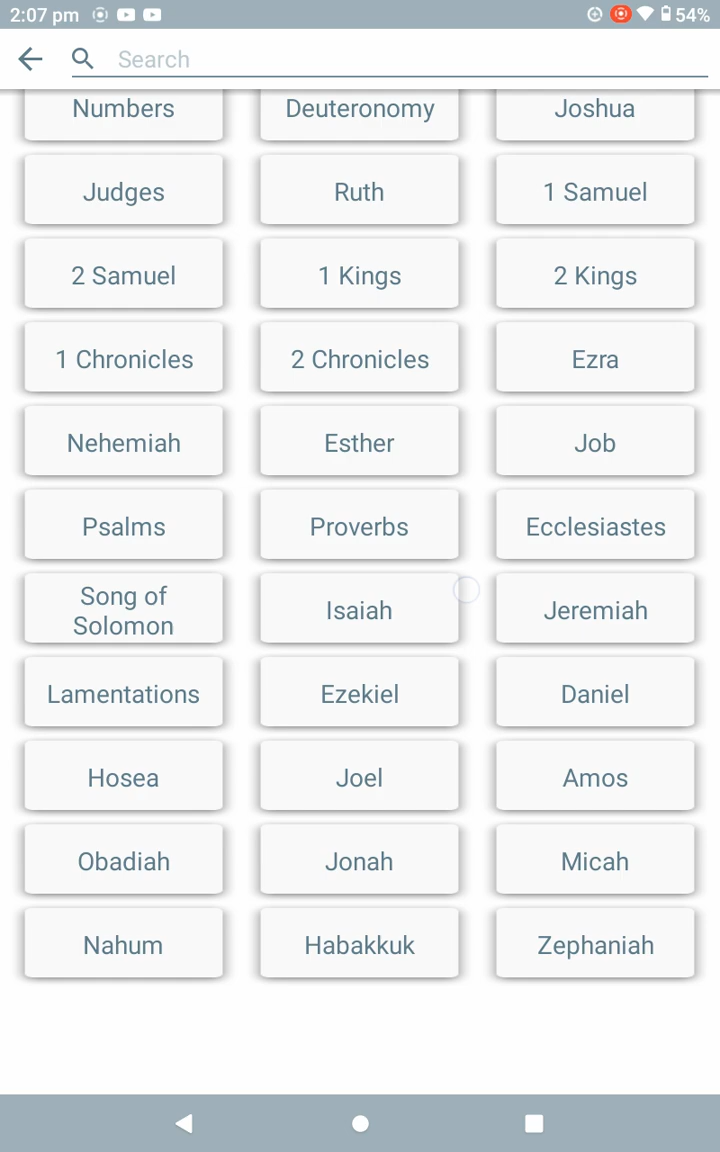 2:07 pm 54%
Search
Numbers Deuteronomy Joshua
Judges Ruth 1 Samuel
2 Samuel 1 Kings 2 Kings
1 Chronicles 2 Chronicles Ezra
Nehemiah Esther Job
Psalms Proverbs Ecclesiastes
Song of
Solomon Isaiah Jeremiah
Lamentations Ezekiel Daniel
Hosea Joel Amos
Obadiah Jonah Micah
Nahum Habakkuk Zephaniah